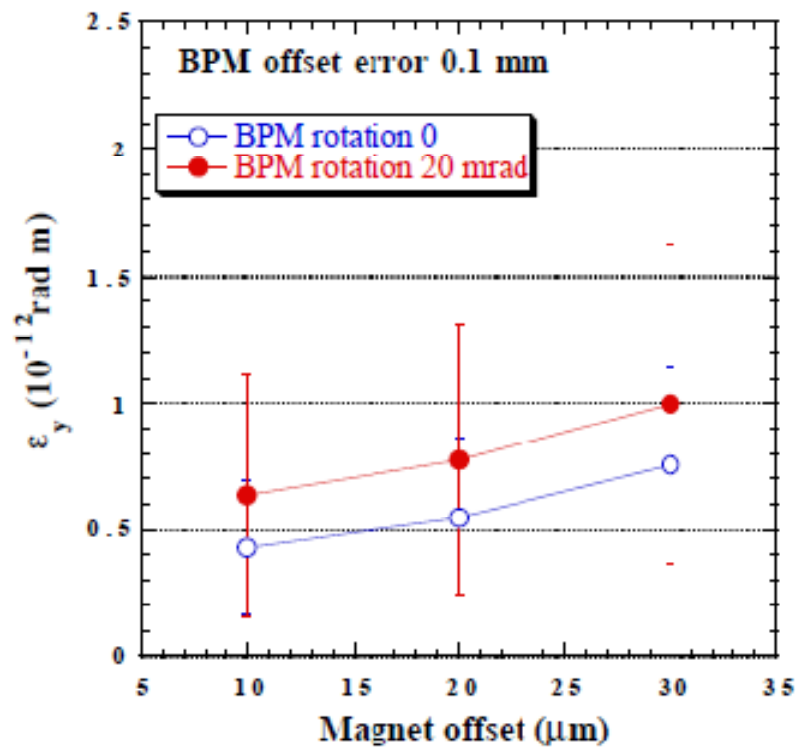 2.5
BPM offset error 0.1 mm
BPM rotation 0
BPM rotation 20 mrad
2
1.5
1
0.5
0
ε_y (10^-12 rad m)
5 10 15 20 25 30 35
Magnet offset (μm)